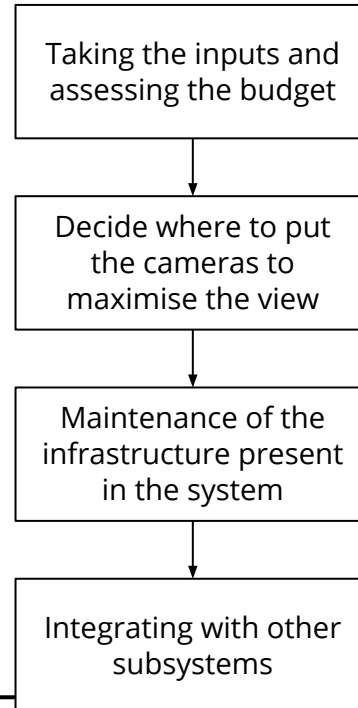 Taking the inputs and
assessing the budget
Decide where to put
the cameras to
maximise the view
Maintenance of the
infrastructure present
in the system
Integrating with other
subsystems